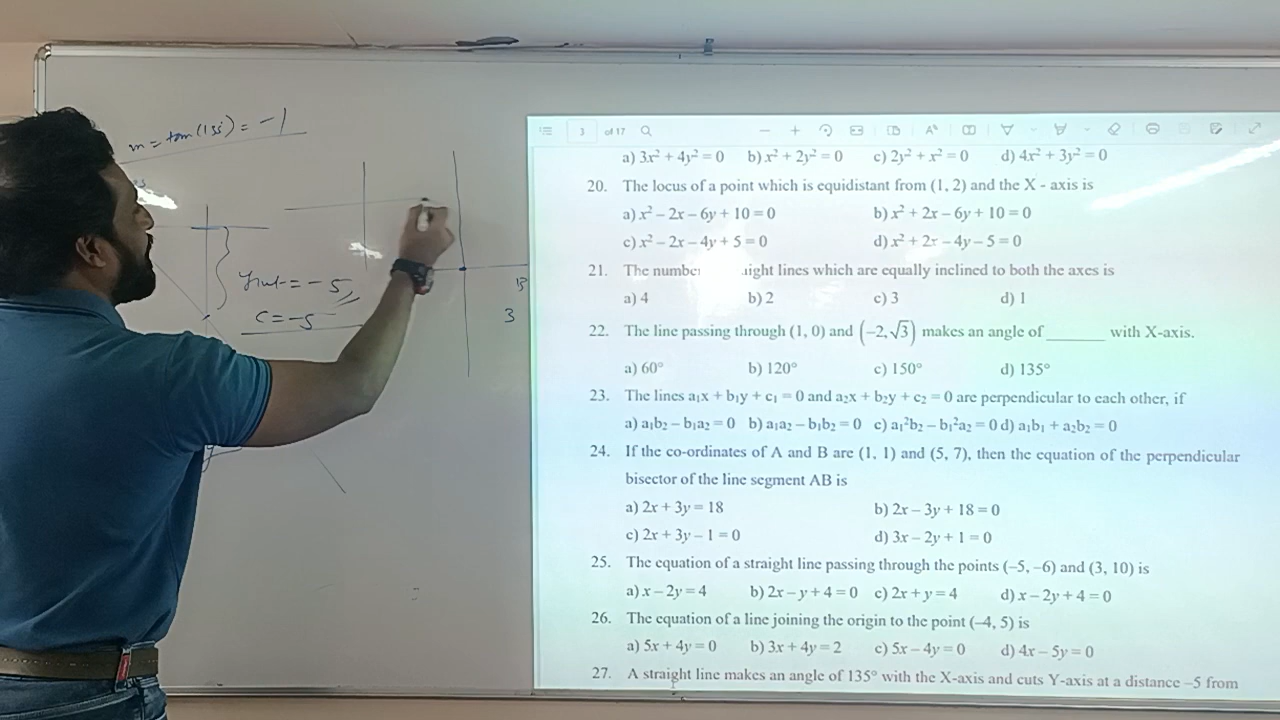 m = tan(135°) = -1
yint = -5
c = -5
3
3 of 17
a) 3x² + 4y² = 0 b) x² + 2y² = 0 c) 2y² + x² = 0 d) 4x² + 3y² = 0
20. The locus of a point which is equidistant from (1, 2) and the X - axis is
a) x² – 2x – 6y + 10 = 0 b) x² + 2x – 6y + 10 = 0
c) x² – 2x – 4y + 5 = 0 d) x² + 2x – 4y – 5 = 0
21. The number ight lines which are equally inclined to both the axes is
a) 4 b) 2 c) 3 d) 1
22. The line passing through (1, 0) and (–2, √3) makes an angle of ______ with X-axis.
a) 60° b) 120° c) 150° d) 135°
23. The lines a₁x + b₁y + c₁ = 0 and a₂x + b₂y + c₂ = 0 are perpendicular to each other, if
a) a₁b₂ – b₁a₂ = 0 b) a₁a₂ – b₁b₂ = 0 c) a₁²b₂ – b₁²a₂ = 0 d) a₁b₁ + a₂b₂ = 0
24. If the co-ordinates of A and B are (1, 1) and (5, 7), then the equation of the perpendicular
bisector of the line segment AB is
a) 2x + 3y = 18 b) 2x – 3y + 18 = 0
c) 2x + 3y – 1 = 0 d) 3x – 2y + 1 = 0
25. The equation of a straight line passing through the points (–5, –6) and (3, 10) is
a) x – 2y = 4 b) 2x – y + 4 = 0 c) 2x + y = 4 d) x – 2y + 4 = 0
26. The equation of a line joining the origin to the point (–4, 5) is
a) 5x + 4y = 0 b) 3x + 4y = 2 c) 5x – 4y = 0 d) 4x – 5y = 0
27. A straight line makes an angle of 135° with the X-axis and cuts Y-axis at a distance –5 from